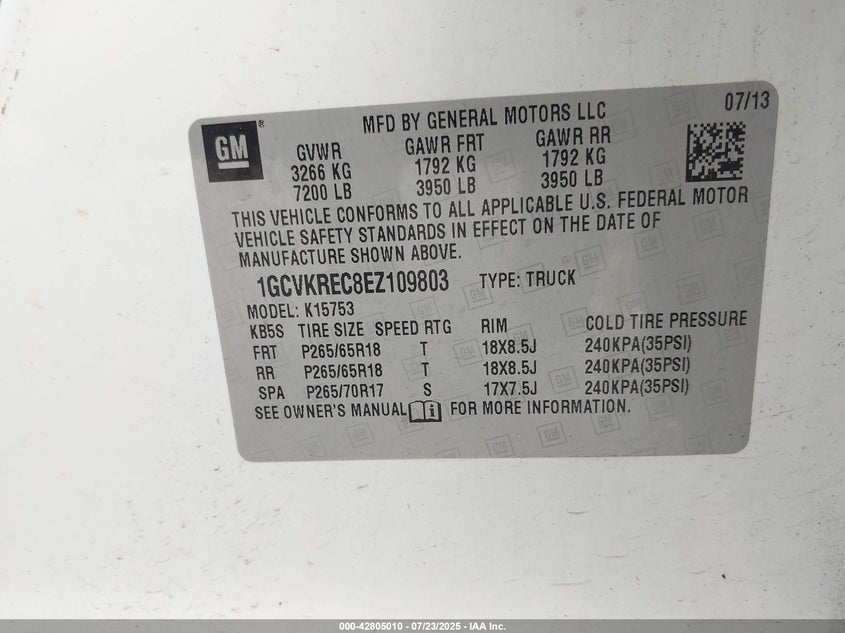 07/13
MFD BY GENERAL MOTORS LLC
GM
GVWR GAWR FRT GAWR RR
3266 KG 1792 KG 1792 KG
7200 LB 3950 LB 3950 LB
THIS VEHICLE CONFORMS TO ALL APPLICABLE U.S. FEDERAL MOTOR
VEHICLE SAFETY STANDARDS IN EFFECT ON THE DATE OF
MANUFACTURE SHOWN ABOVE.
1GCVKREC8EZ109803 TYPE: TRUCK
MODEL: K15753
KB5S TIRE SIZE SPEED RTG RIM COLD TIRE PRESSURE
FRT P265/65R18 T 18X8.5J 240KPA(35PSI)
RR P265/65R18 T 18X8.5J 240KPA(35PSI)
SPA P265/70R17 S 17X7.5J 240KPA(35PSI)
SEE OWNER'S MANUAL FOR MORE INFORMATION.
000-42805010 - 07/23/2025 - IAA Inc.